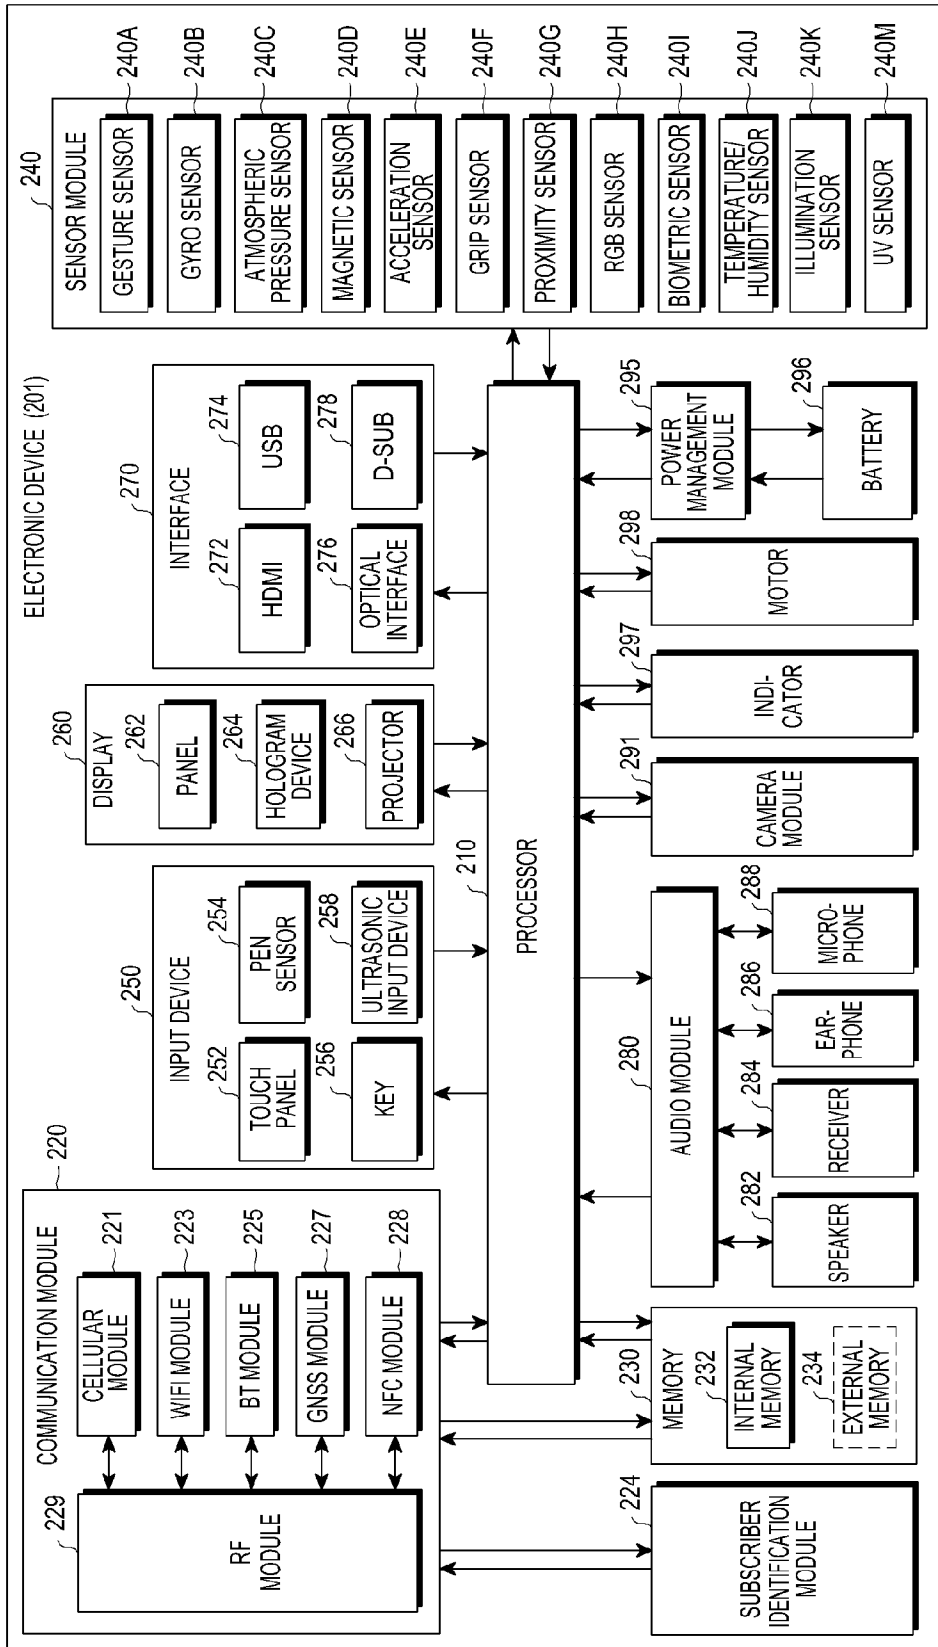 ELECTRONIC DEVICE (201)
220
COMMUNICATION MODULE
229
RF
MODULE
CELLULAR
MODULE
221
WIFI MODULE
223
BT MODULE
225
GNSS MODULE
227
NFC MODULE
228
250
INPUT DEVICE
252
TOUCH
PANEL
254
PEN
SENSOR
256
KEY
258
ULTRASONIC
INPUT DEVICE
260
DISPLAY
262
PANEL
264
HOLOGRAM
DEVICE
266
PROJECTOR
270
INTERFACE
272
HDMI
274
USB
276
OPTICAL
INTERFACE
278
D-SUB
240
SENSOR MODULE
GESTURE SENSOR
240A
GYRO SENSOR
240B
ATMOSPHERIC
PRESSURE SENSOR
240C
MAGNETIC SENSOR
240D
ACCELERATION
SENSOR
240E
GRIP SENSOR
240F
PROXIMITY SENSOR
240G
RGB SENSOR
240H
BIOMETRIC SENSOR
240I
TEMPERATURE/
HUMIDITY SENSOR
240J
ILLUMINATION
SENSOR
240K
UV SENSOR
240M
210
PROCESSOR
224
SUBSCRIBER
IDENTIFICATION
MODULE
230
MEMORY
232
INTERNAL
MEMORY
234
EXTERNAL
MEMORY
280
AUDIO MODULE
282
SPEAKER
284
RECEIVER
286
EAR-
PHONE
288
MICRO-
PHONE
291
CAMERA
MODULE
297
INDI-
CATOR
298
MOTOR
295
POWER
MANAGEMENT
MODULE
296
BATTERY